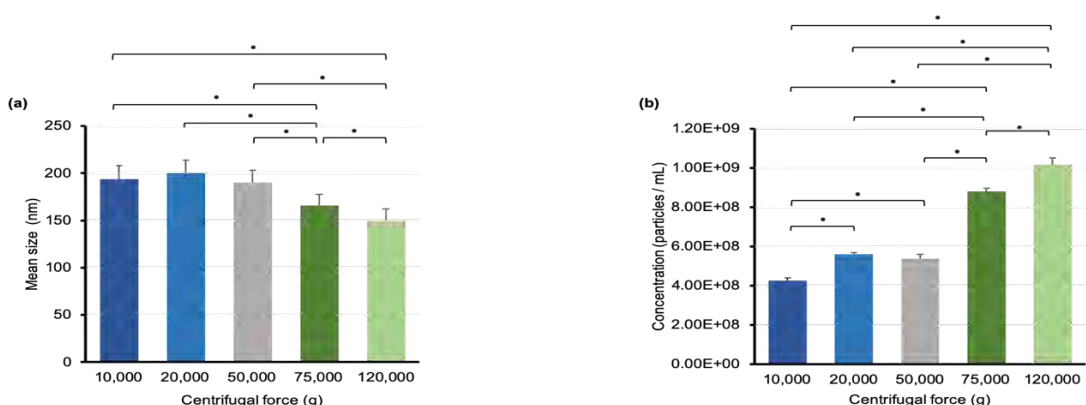 (a)
Mean size (nm)
250
200
150
100
50
0
10,000 20,000 50,000 75,000 120,000
Centrifugal force (g)
* * * * * *
(b)
Concentration (particles / mL)
1.20E+09
1.00E+09
8.00E+08
6.00E+08
4.00E+08
2.00E+08
0.00E+00
10,000 20,000 50,000 75,000 120,000
Centrifugal force (g)
* * * * * * * * *